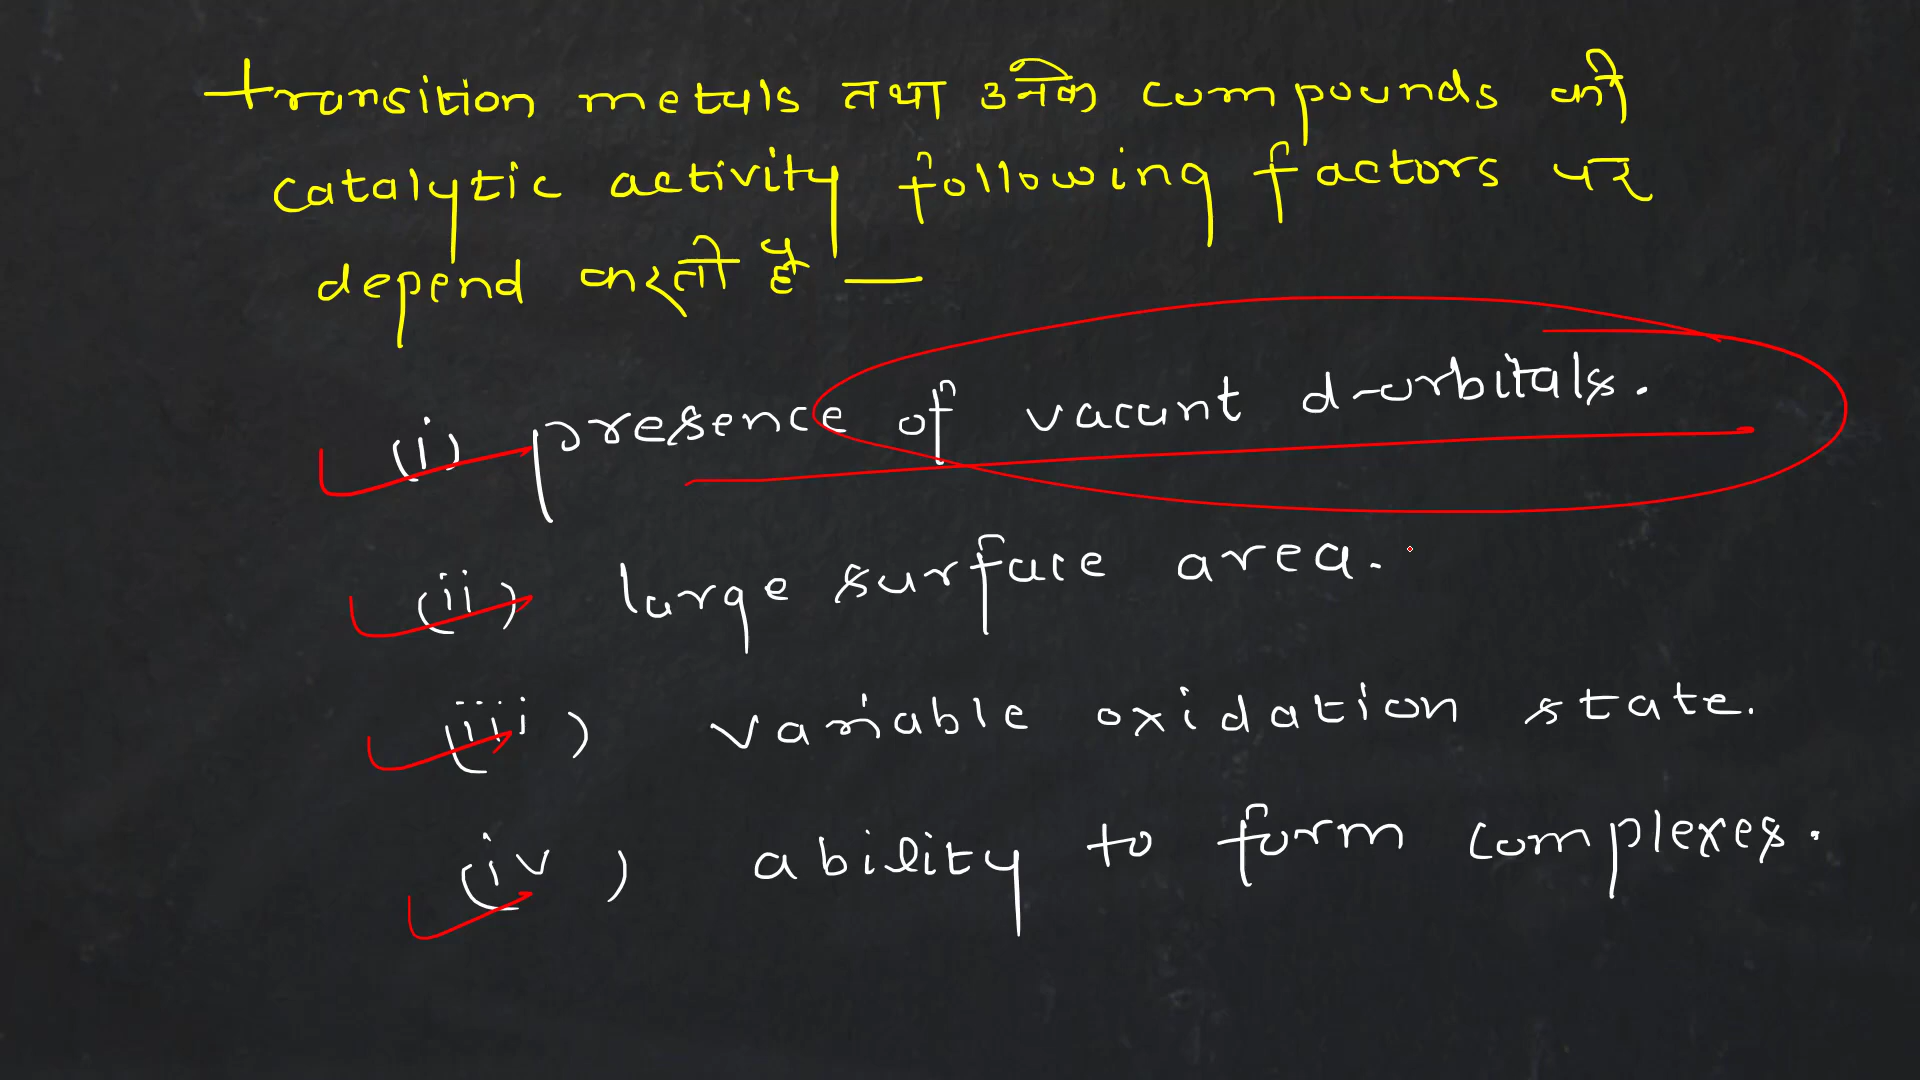 transition metals तथा उनके compounds की
catalytic activity following factors पर
depend करती है —
(i) presence of vacant d-orbitals.
(ii) large surface area.
(iii) variable oxidation state.
(iv) ability to form complexes.